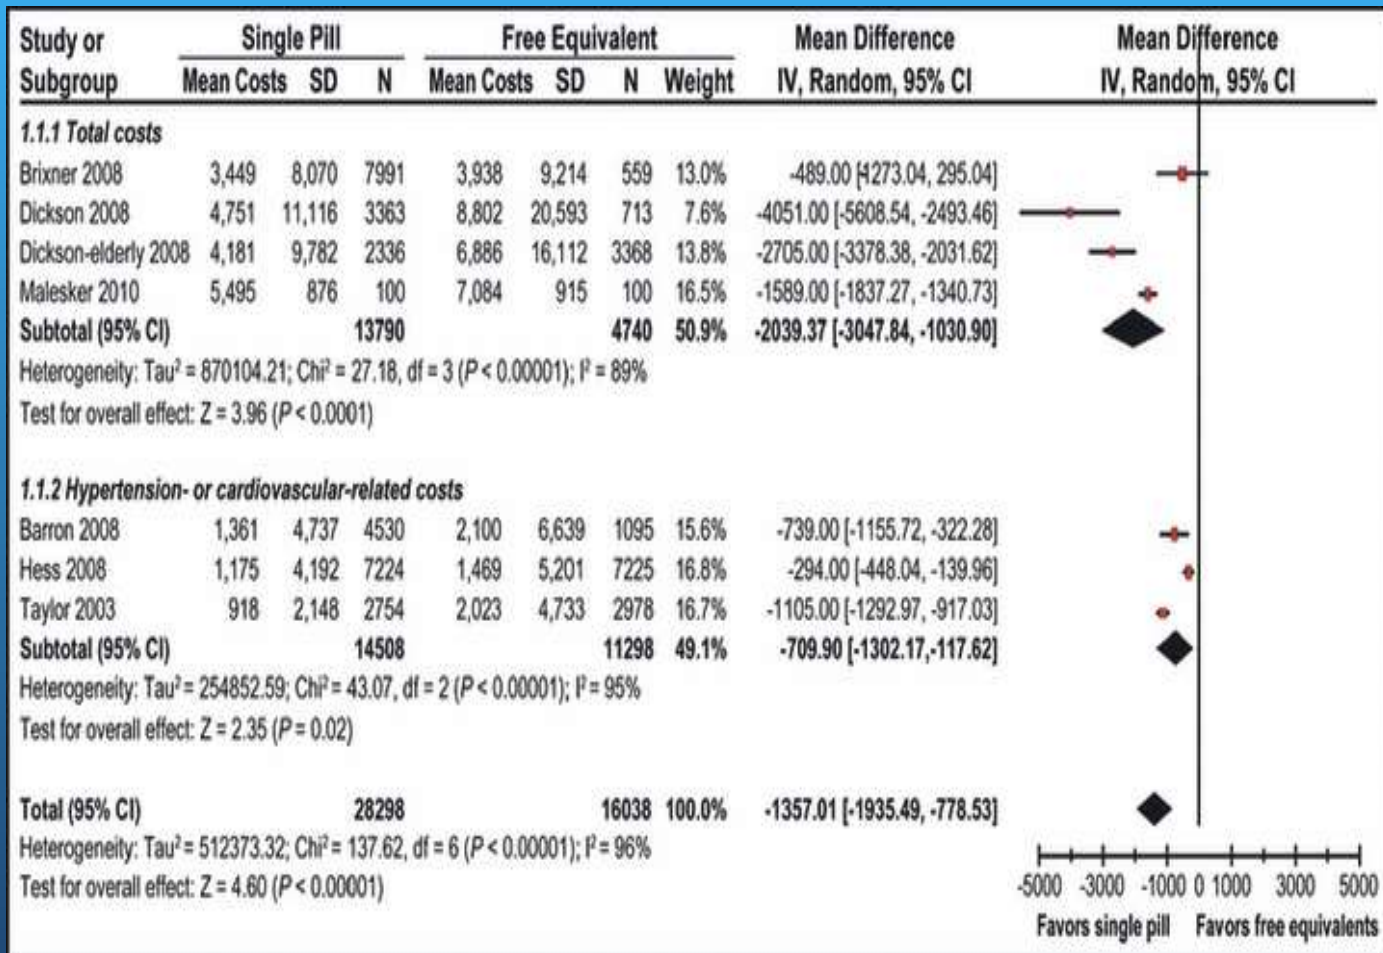 Study or Single Pill Free Equivalent Mean Difference Mean Difference
Subgroup Mean Costs SD N Mean Costs SD N Weight IV, Random, 95% CI IV, Random, 95% CI
1.1.1 Total costs
Brixner 2008 3,449 8,070 7991 3,938 9,214 559 13.0% -489.00 [-1273.04, 295.04]
Dickson 2008 4,751 11,116 3363 8,802 20,593 713 7.6% -4051.00 [-5608.54, -2493.46]
Dickson-elderly 2008 4,181 9,782 2336 6,886 16,112 3368 13.8% -2705.00 [-3378.38, -2031.62]
Malesker 2010 5,495 876 100 7,084 915 100 16.5% -1589.00 [-1837.27, -1340.73]
Subtotal (95% CI) 13790 4740 50.9% -2039.37 [-3047.84, -1030.90]
Heterogeneity: Tau² = 870104.21; Chi² = 27.18, df = 3 (P < 0.00001); I² = 89%
Test for overall effect: Z = 3.96 (P < 0.0001)
1.1.2 Hypertension- or cardiovascular-related costs
Barron 2008 1,361 4,737 4530 2,100 6,639 1095 15.6% -739.00 [-1155.72, -322.28]
Hess 2008 1,175 4,192 7224 1,469 5,201 7225 16.8% -294.00 [-448.04, -139.96]
Taylor 2003 918 2,148 2754 2,023 4,733 2978 16.7% -1105.00 [-1292.97, -917.03]
Subtotal (95% CI) 14508 11298 49.1% -709.90 [-1302.17,-117.62]
Heterogeneity: Tau² = 254852.59; Chi² = 43.07, df = 2 (P < 0.00001); I² = 95%
Test for overall effect: Z = 2.35 (P = 0.02)
Total (95% CI) 28298 16038 100.0% -1357.01 [-1935.49, -778.53]
Heterogeneity: Tau² = 512373.32; Chi² = 137.62, df = 6 (P < 0.00001); I² = 96%
Test for overall effect: Z = 4.60 (P < 0.00001)
-5000 -3000 -1000 0 1000 3000 5000
Favors single pill Favors free equivalents